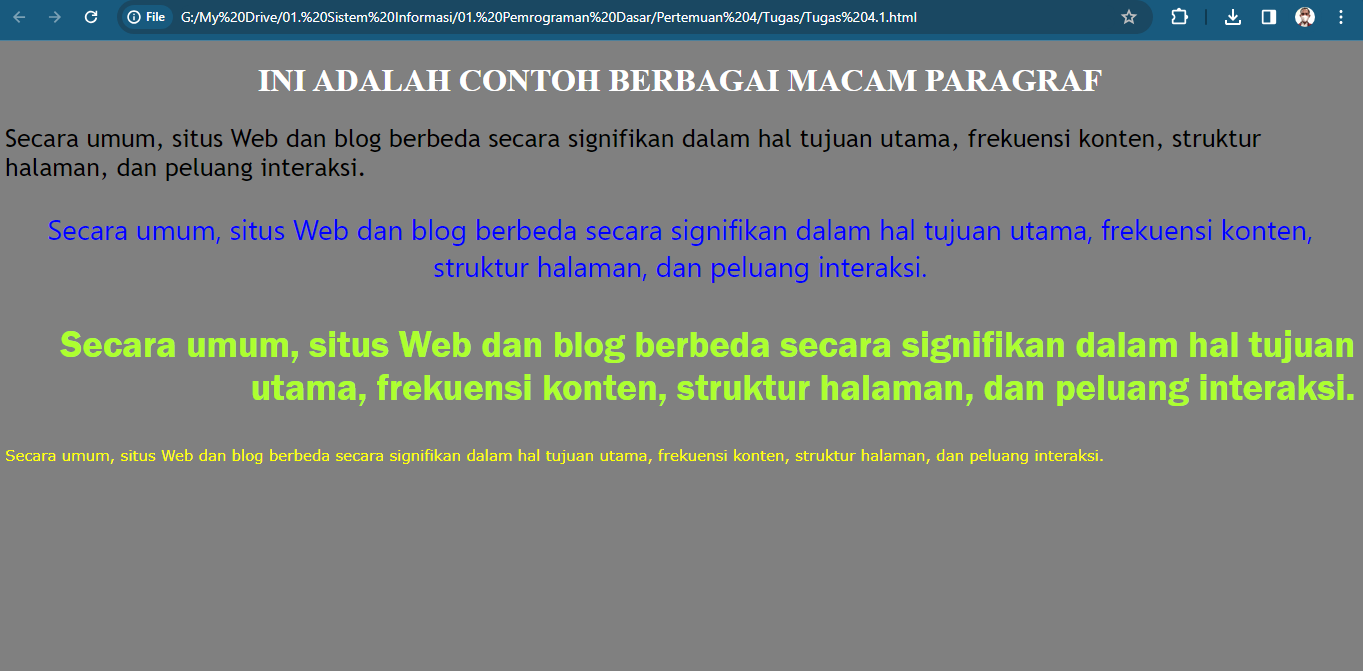 File G:/My%20Drive/01.%20Sistem%20Informasi/01.%20Pemrograman%20Dasar/Pertemuan%204/Tugas/Tugas%204.1.html
INI ADALAH CONTOH BERBAGAI MACAM PARAGRAF
Secara umum, situs Web dan blog berbeda secara signifikan dalam hal tujuan utama, frekuensi konten, struktur
halaman, dan peluang interaksi.
Secara umum, situs Web dan blog berbeda secara signifikan dalam hal tujuan utama, frekuensi konten,
struktur halaman, dan peluang interaksi.
Secara umum, situs Web dan blog berbeda secara signifikan dalam hal tujuan
utama, frekuensi konten, struktur halaman, dan peluang interaksi.
Secara umum, situs Web dan blog berbeda secara signifikan dalam hal tujuan utama, frekuensi konten, struktur halaman, dan peluang interaksi.